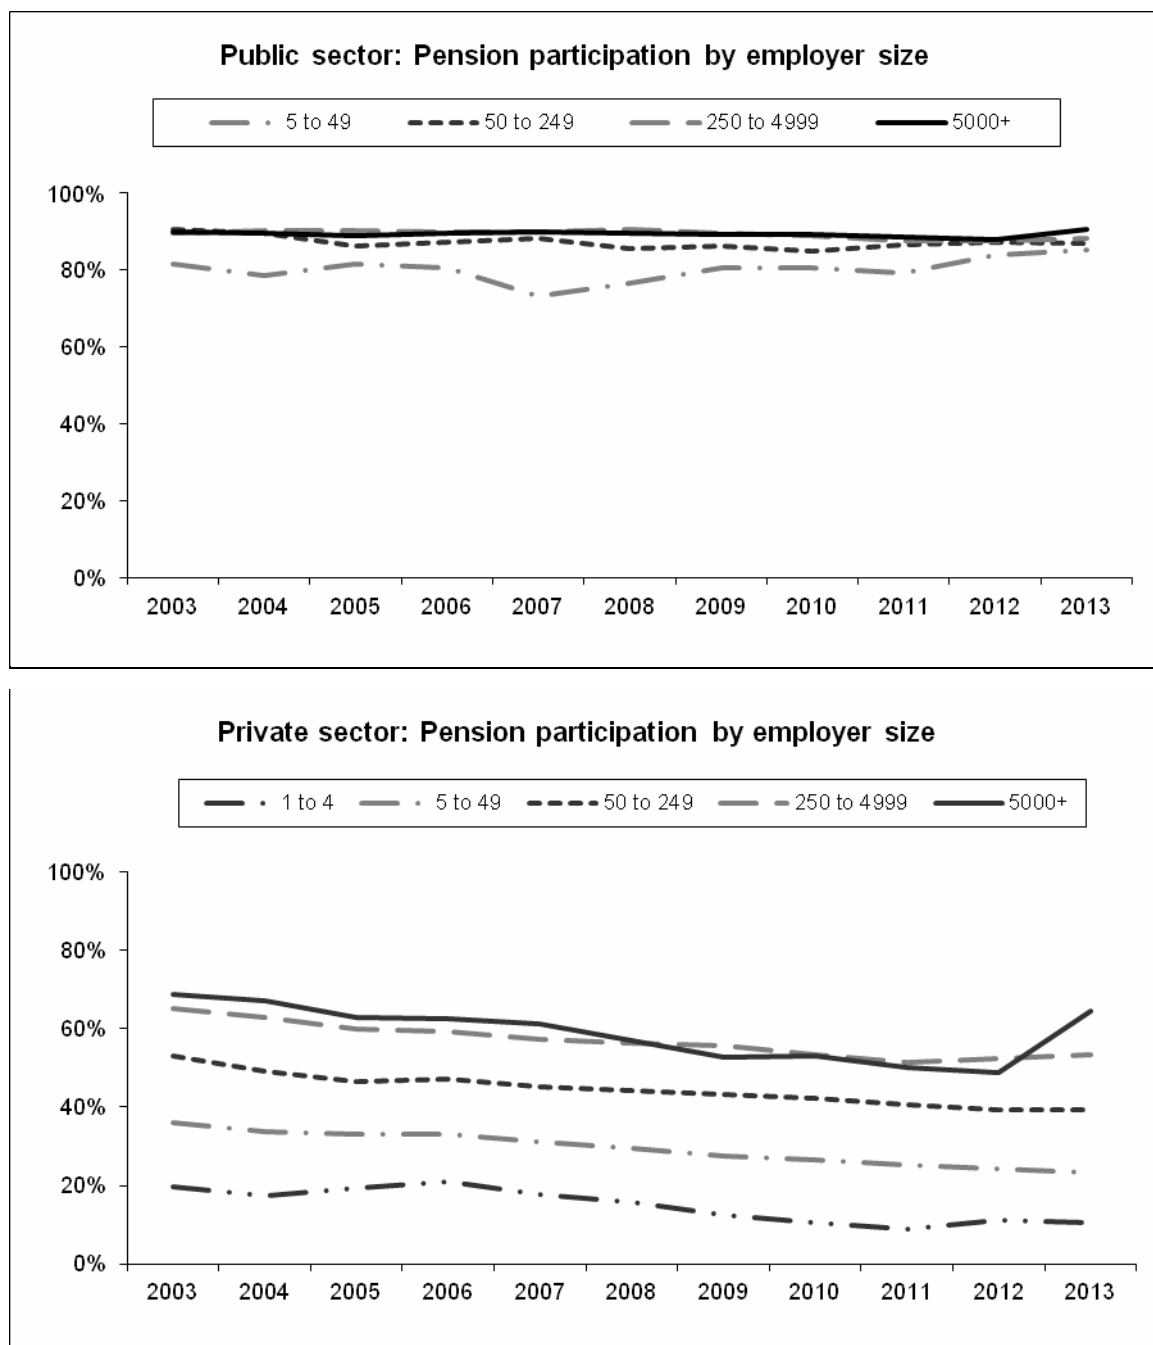 Public sector: Pension participation by employer size
5 to 49 50 to 249 250 to 4999 5000+
100%
80%
60%
40%
20%
0%
2003 2004 2005 2006 2007 2008 2009 2010 2011 2012 2013
Private sector: Pension participation by employer size
1 to 4 5 to 49 50 to 249 250 to 4999 5000+
100%
80%
60%
40%
20%
0%
2003 2004 2005 2006 2007 2008 2009 2010 2011 2012 2013